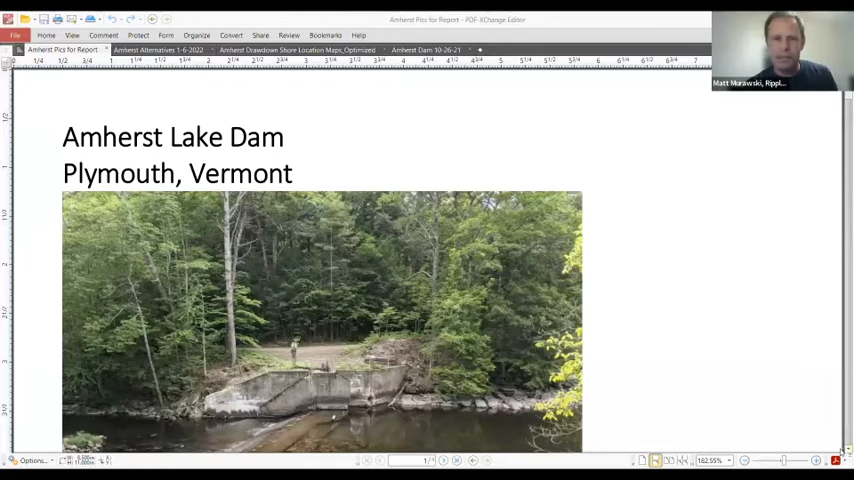 Amherst Pics for Report - PDF-XChange Editor
File Home View Comment Protect Form Organize Convert Share Review Bookmarks Help
Amherst Pics for Report × Amherst Alternatives 1-6-2022 Amherst Drawdown Shore Location Maps_Optimized Amherst Dam 10-26-21
Matt Murawski, Rippl...
Amherst Lake Dam
Plymouth, Vermont
Options... 1/4 182.55%